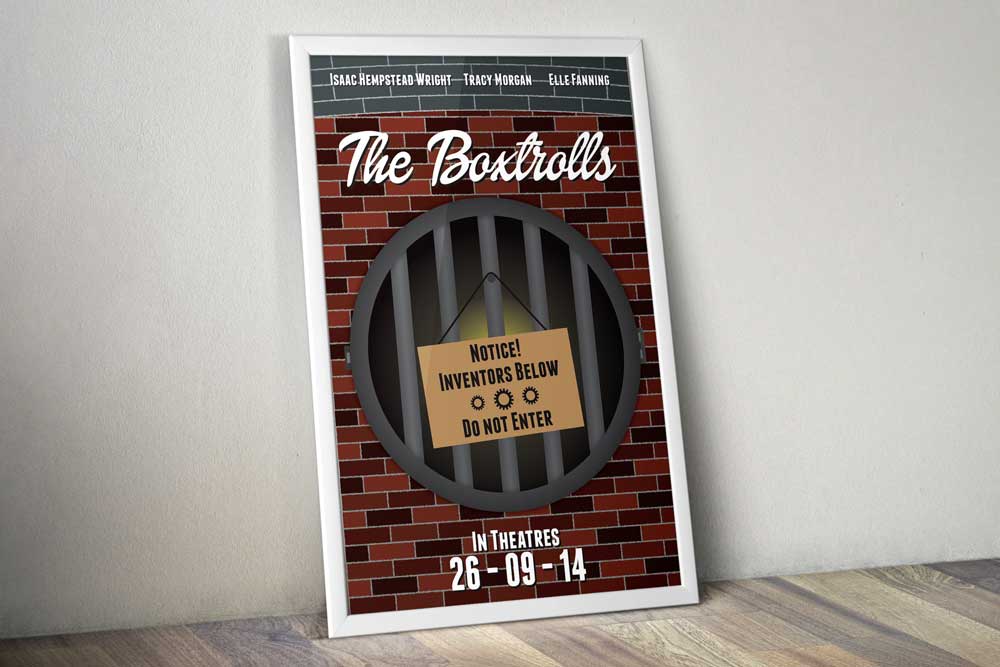 Isaac Hempstead Wright Tracy Morgan Elle Fanning
The Boxtrolls
Notice!
Inventors Below
Do not Enter
In Theatres
26 - 09 - 14